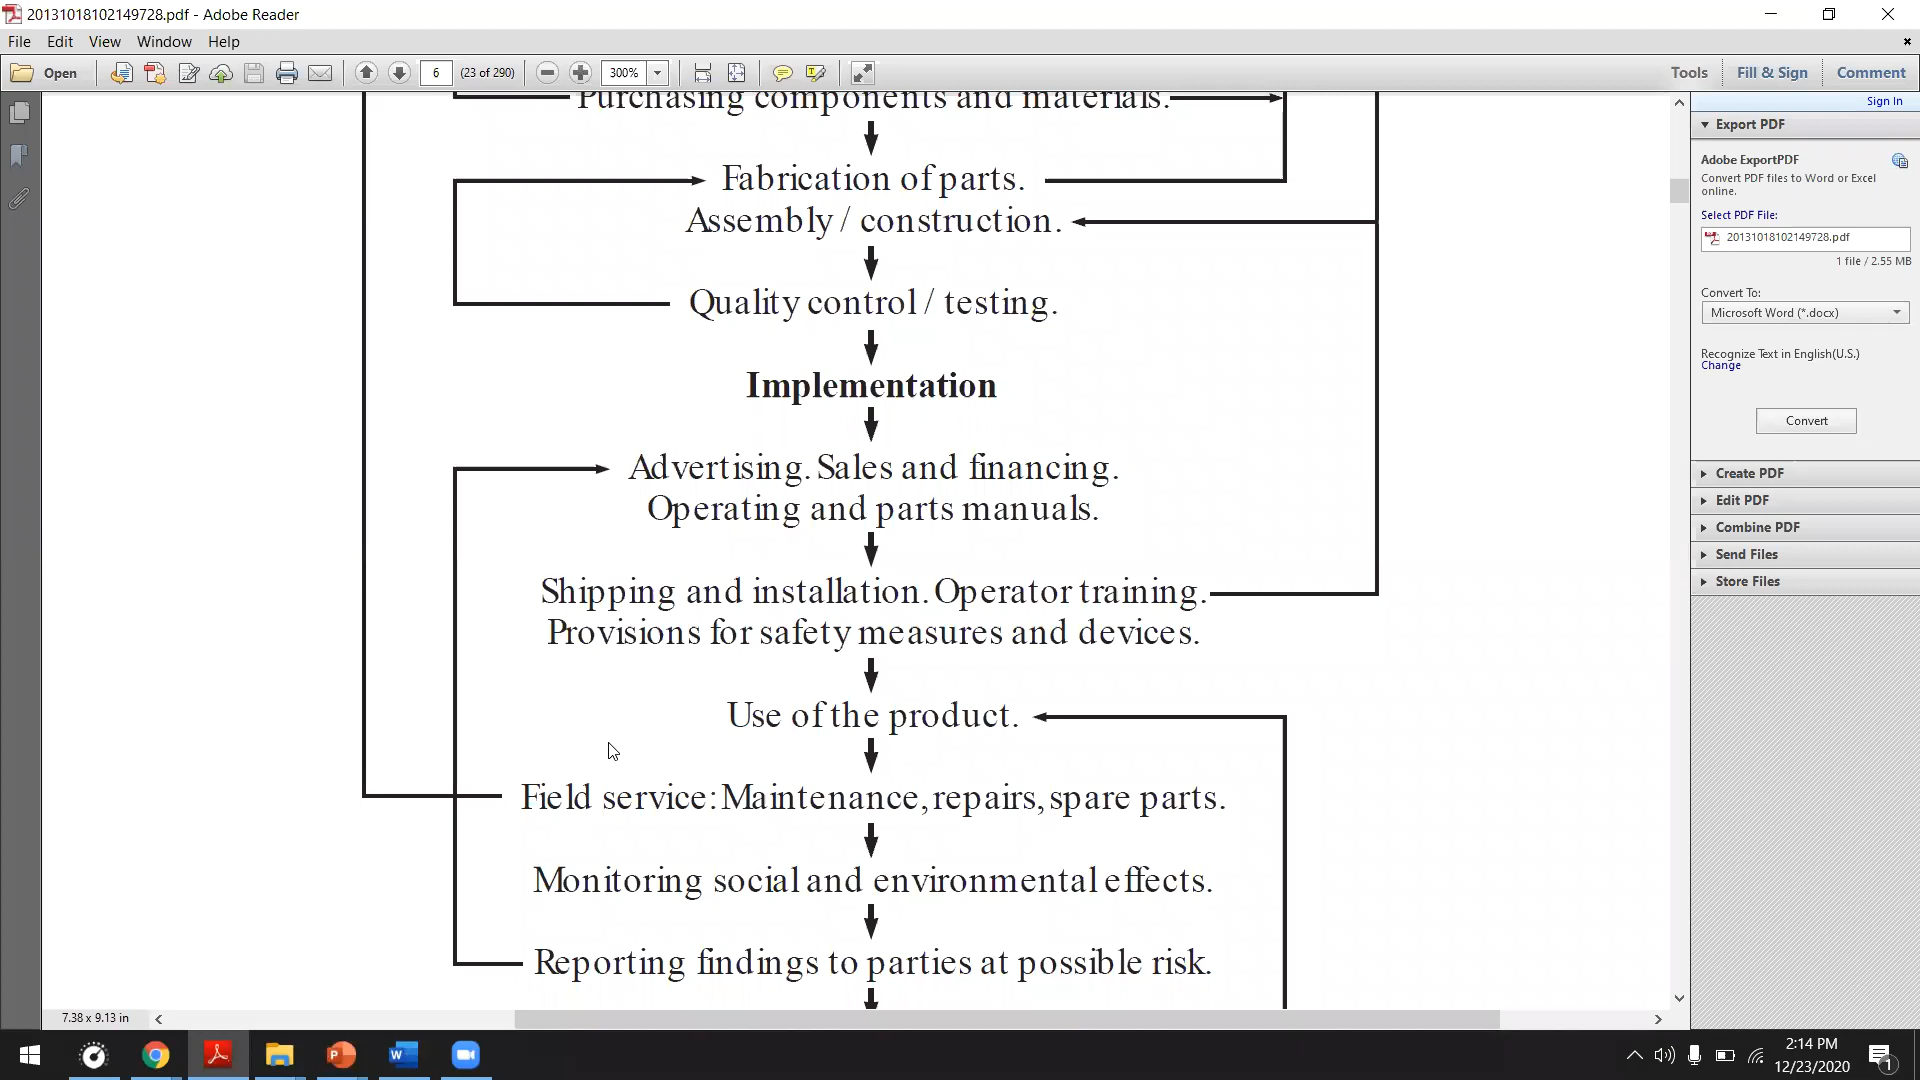 20131018102149728.pdf - Adobe Reader
File Edit View Window Help
Open 6 (23 of 290) 300% Tools Fill & Sign Comment
Sign In
Purchasing components and materials.
Fabrication of parts.
Assembly / construction.
Quality control / testing.
Implementation
Advertising. Sales and financing.
Operating and parts manuals.
Shipping and installation. Operator training.
Provisions for safety measures and devices.
Use of the product.
Field service: Maintenance, repairs, spare parts.
Monitoring social and environmental effects.
Reporting findings to parties at possible risk.
Export PDF
Adobe ExportPDF
Convert PDF files to Word or Excel
online.
Select PDF File:
20131018102149728.pdf
1 file / 2.55 MB
Convert To:
Microsoft Word (*.docx)
Recognize Text in English(U.S.)
Change
Convert
Create PDF
Edit PDF
Combine PDF
Send Files
Store Files
7.38 x 9.13 in
2:14 PM
12/23/2020
1